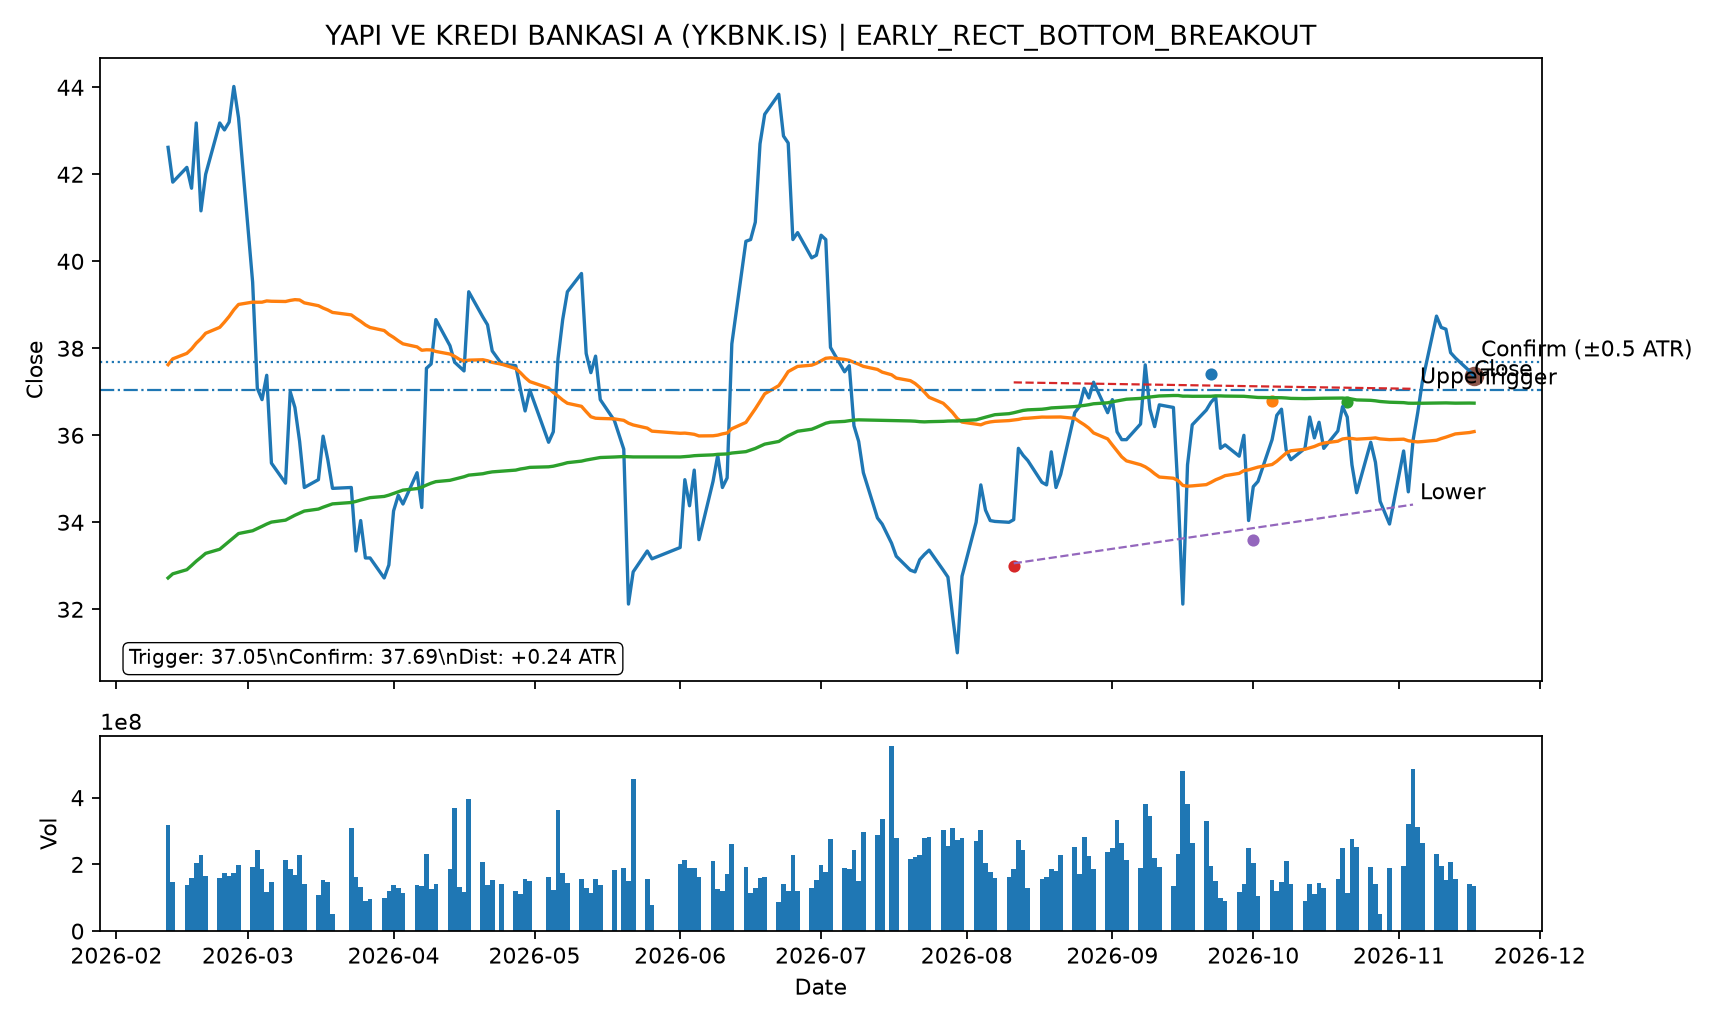 YAPI VE KREDI BANKASI A (YKBNK.IS) | EARLY_RECT_BOTTOM_BREAKOUT
Close
44
42
40
38
36
34
32
Confirm (±0.5 ATR)
Close
Upper
Trigger
Lower
Trigger: 37.05\nConfirm: 37.69\nDist: +0.24 ATR
1e8
Vol
4
2
0
2026-02
2026-03
2026-04
2026-05
2026-06
2026-07
2026-08
2026-09
2026-10
2026-11
2026-12
Date